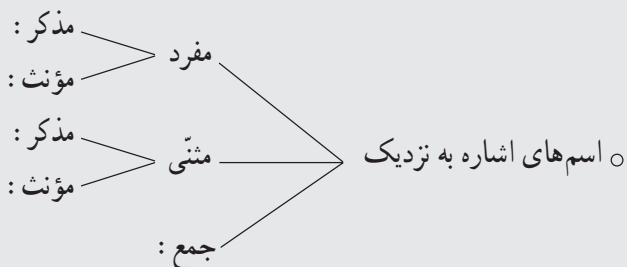 ○ اسم‌های اشاره به نزدیک
مفرد
مذکر :
مؤنث :
مثنّی
مذکر :
مؤنث :
جمع :